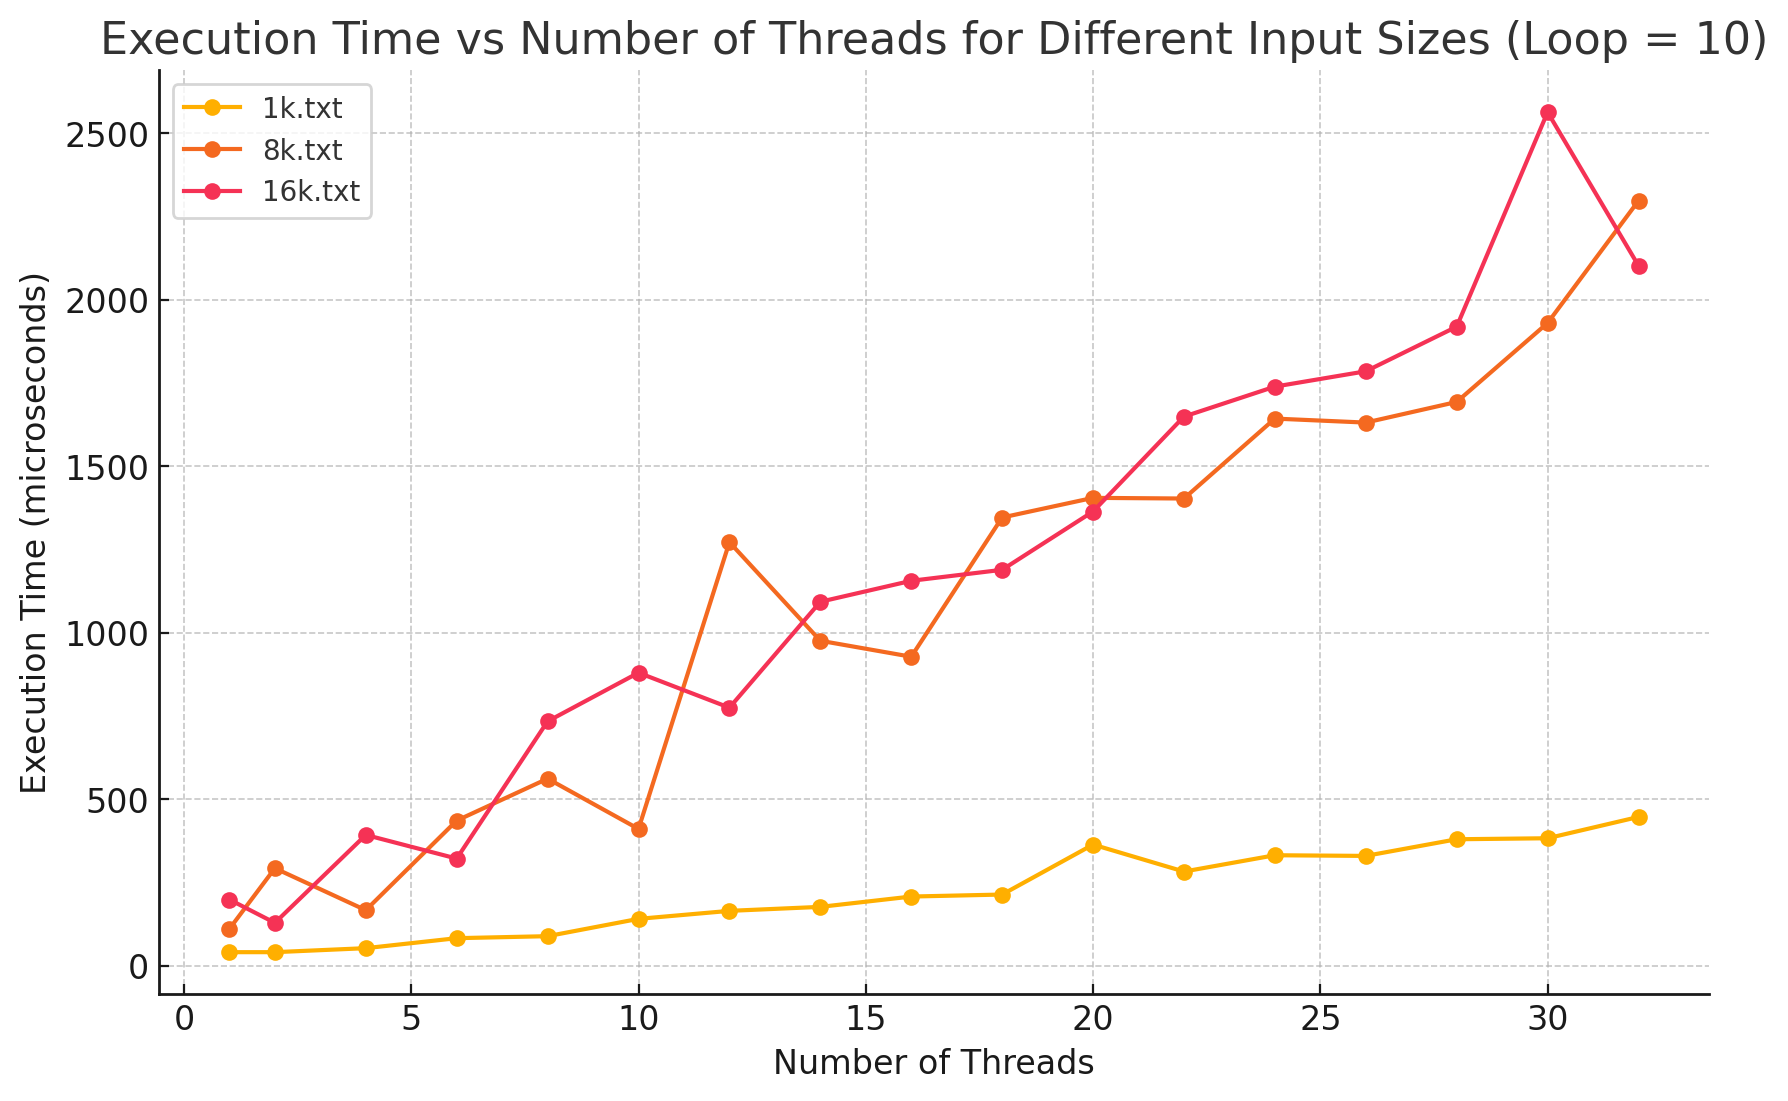 Execution Time vs Number of Threads for Different Input Sizes (Loop = 10)
1k.txt
8k.txt
16k.txt
Execution Time (microseconds)
2500
2000
1500
1000
500
0
0 5 10 15 20 25 30
Number of Threads